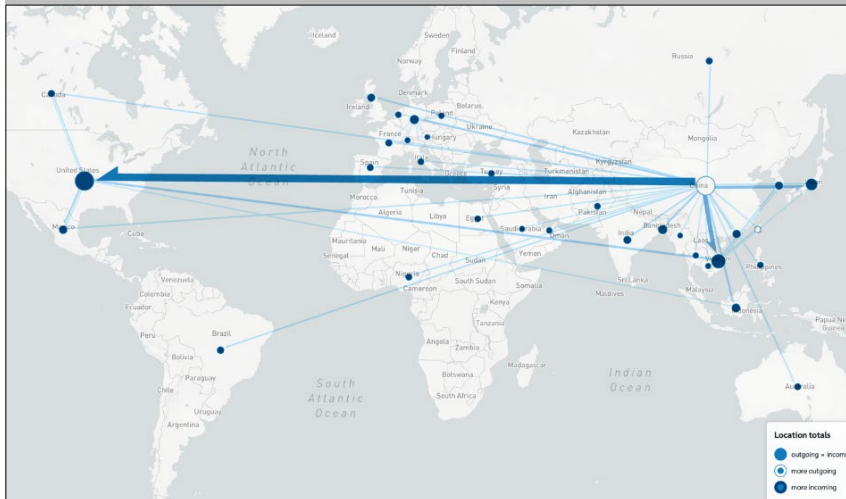 Iceland
Sweden
Finland
Norway
Russia
Canada
Denmark
Ireland
Poland
Belarus
Ukraine
France
Hungary
Kazakhstan
Mongolia
North
Atlantic
Ocean
United States
Spain
Italy
Greece
Turkey
Kyrgyzstan
Turkmenistan
China
Tunisia
Syria
Afghanistan
Morocco
Iran
Algeria
Libya
Egypt
Pakistan
Nepal
Mexico
Cuba
Saudi Arabia
Oman
India
Bangladesh
Laos
Mauritania
Mali
Niger
Chad
Sudan
Yemen
Senegal
Nigeria
Philippines
Venezuela
Cameroon
South Sudan
Somalia
Sri Lanka
Maldives
Malaysia
Colombia
Ecuador
Kenya
Indonesia
Papua Ne
Guinea
Tanzania
Peru
Brazil
Angola
Zambia
Bolivia
Madagascar
Indian
Ocean
Botswana
Paraguay
South
Atlantic
Ocean
Chile
South Africa
Australia
Uruguay
Argentina
Location totals
outgoing = incomi
more outgoing
more incoming